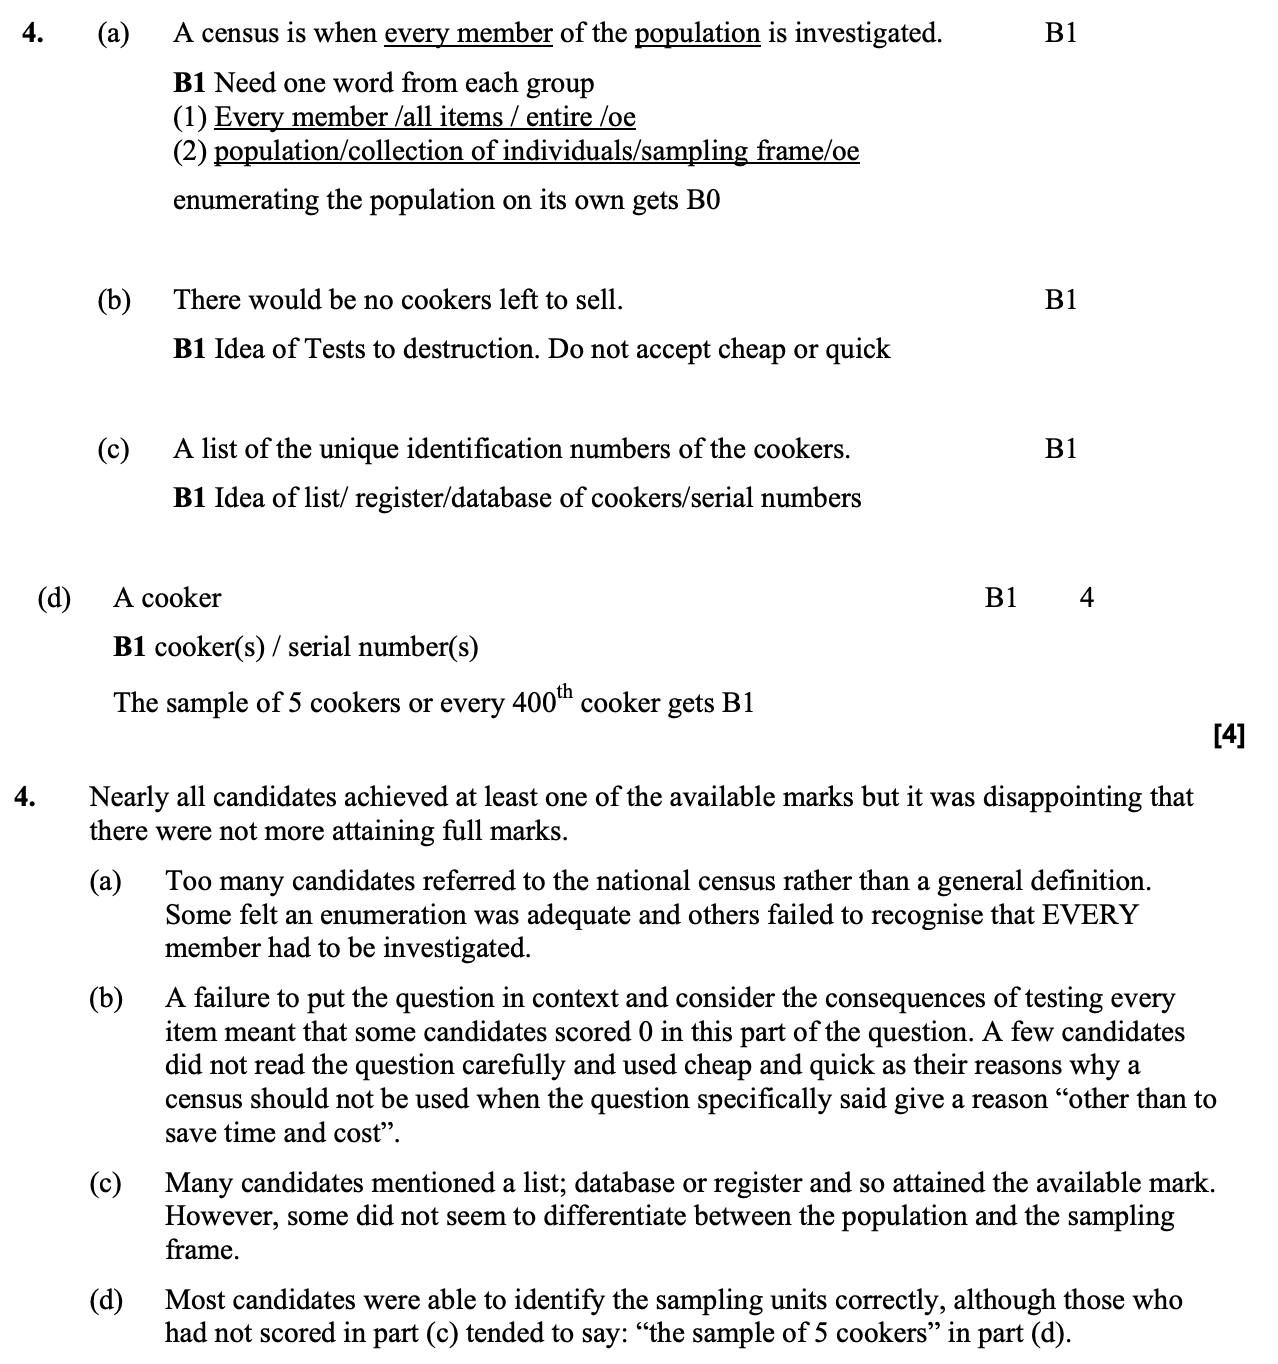 4. (a) A census is when every member of the population is investigated. B1
B1 Need one word from each group
(1) Every member /all items / entire /oe
(2) population/collection of individuals/sampling frame/oe
enumerating the population on its own gets B0
(b) There would be no cookers left to sell. B1
B1 Idea of Tests to destruction. Do not accept cheap or quick
(c) A list of the unique identification numbers of the cookers. B1
B1 Idea of list/ register/database of cookers/serial numbers
(d) A cooker B1 4
B1 cooker(s) / serial number(s)
The sample of 5 cookers or every 400th cooker gets B1
[4]
4. Nearly all candidates achieved at least one of the available marks but it was disappointing that
there were not more attaining full marks.
(a) Too many candidates referred to the national census rather than a general definition.
Some felt an enumeration was adequate and others failed to recognise that EVERY
member had to be investigated.
(b) A failure to put the question in context and consider the consequences of testing every
item meant that some candidates scored 0 in this part of the question. A few candidates
did not read the question carefully and used cheap and quick as their reasons why a
census should not be used when the question specifically said give a reason “other than to
save time and cost”.
(c) Many candidates mentioned a list; database or register and so attained the available mark.
However, some did not seem to differentiate between the population and the sampling
frame.
(d) Most candidates were able to identify the sampling units correctly, although those who
had not scored in part (c) tended to say: “the sample of 5 cookers” in part (d).